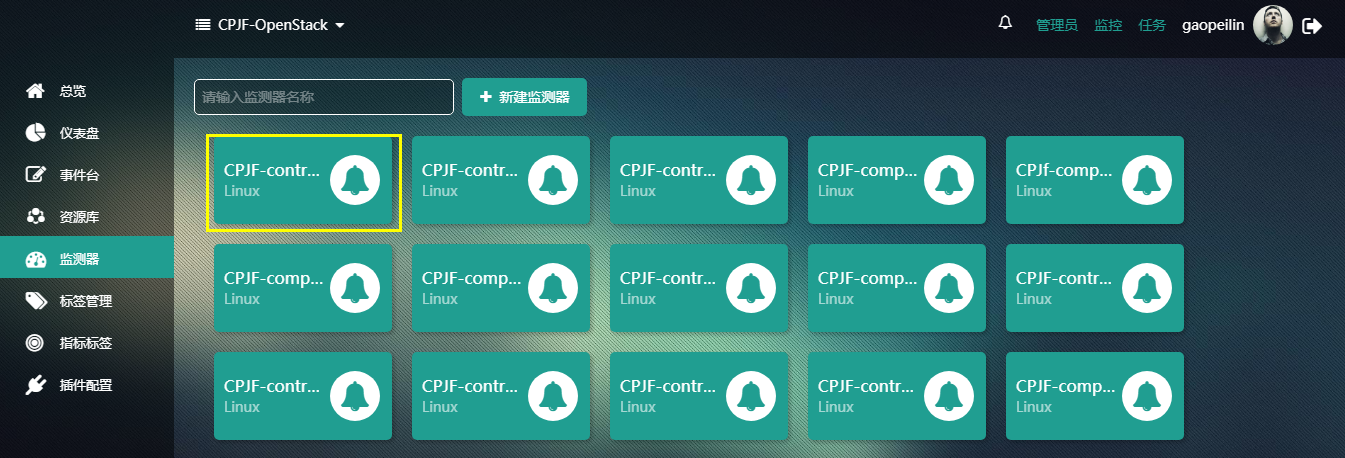 CPJF-OpenStack
管理员 监控 任务 gaopeilin
总览
仪表盘
事件台
资源库
监测器
标签管理
指标标签
插件配置
请输入监测器名称
新建监测器
CPJF-contr...
Linux
CPJF-contr...
Linux
CPJF-contr...
Linux
CPJF-comp...
Linux
CPJf-comp...
Linux
CPJF-comp...
Linux
CPJF-comp...
Linux
CPJF-contr...
Linux
CPJF-comp...
Linux
CPJF-contr...
Linux
CPJF-contr...
Linux
CPJF-contr...
Linux
CPJF-contr...
Linux
CPJF-contr...
Linux
CPJF-comp...
Linux